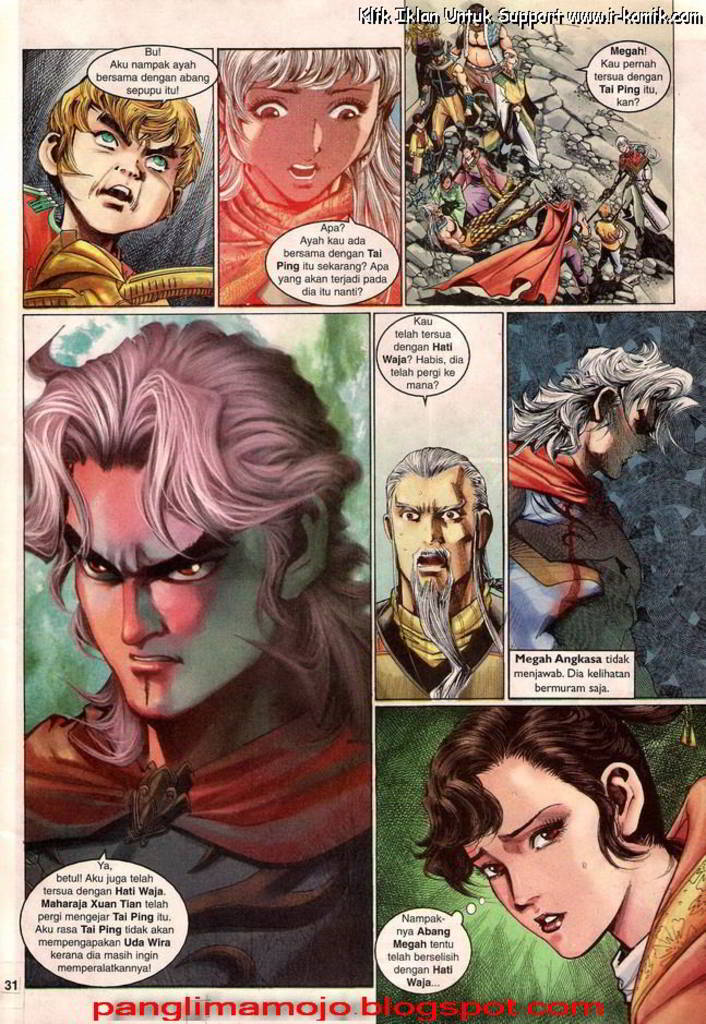 Klik Iklan Untuk Support www.ir-komik.com
Bu!
Aku nampak ayah
bersama dengan abang
sepupu itu!
Apa?
Ayah kau ada
bersama dengan Tai
Ping itu sekarang? Apa
yang akan terjadi pada
dia itu nanti?
Megah!
Kau pernah
tersua dengan
Tai Ping itu,
kan?
Ya,
betul! Aku juga telah
tersua dengan Hati Waja.
Maharaja Xuan Tian telah
pergi mengejar Tai Ping itu.
Aku rasa Tai Ping tidak akan
mempengapakan Uda Wira
kerana dia masih ingin
memperalatkannya!
Kau
telah tersua
dengan Hati
Waja? Habis, dia
telah pergi ke
mana?
Megah Angkasa tidak
menjawab. Dia kelihatan
bermuram saja.
Nampak-
nya Abang
Megah tentu
telah berselisih
dengan Hati
Waja...
31
panglimamojo.blogspot.com